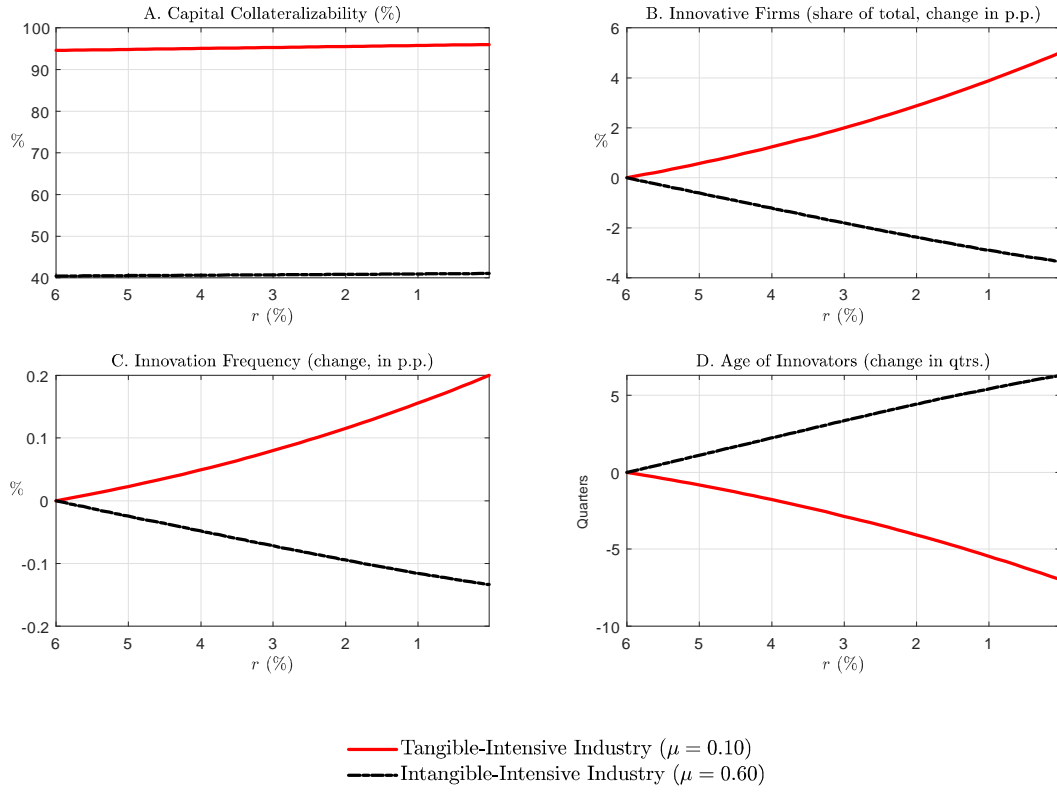 A. Capital Collateralizability (%)
100
90
80
70
60
50
40
%
6 5 4 3 2 1
r (%)
B. Innovative Firms (share of total, change in p.p.)
6
4
2
0
-2
-4
%
6 5 4 3 2 1
r (%)
C. Innovation Frequency (change, in p.p.)
0.2
0.1
0
-0.1
-0.2
%
6 5 4 3 2 1
r (%)
D. Age of Innovators (change in qtrs.)
5
0
-5
-10
Quarters
6 5 4 3 2 1
r (%)
Tangible-Intensive Industry (μ = 0.10)
Intangible-Intensive Industry (μ = 0.60)